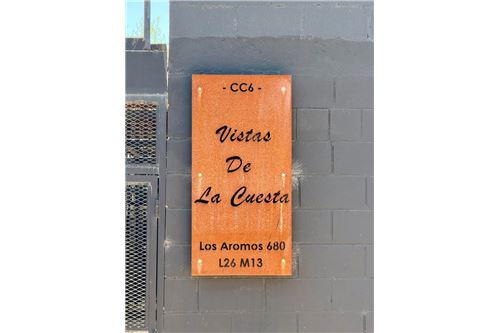 - CC6 -
Vistas
De
La Cuesta
Los Aromos 680
L26 M13